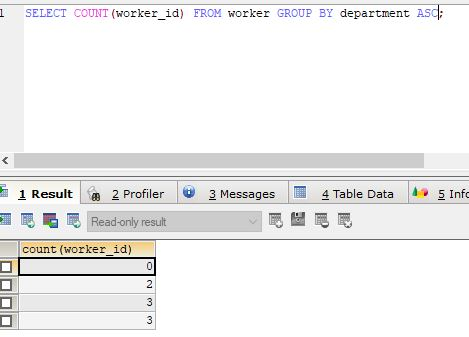 1 SELECT COUNT(worker_id) FROM worker GROUP BY department ASC;
1 Result 2 Profiler 3 Messages 4 Table Data 5 Info
Read-only result
count(worker_id)
0
2
3
3